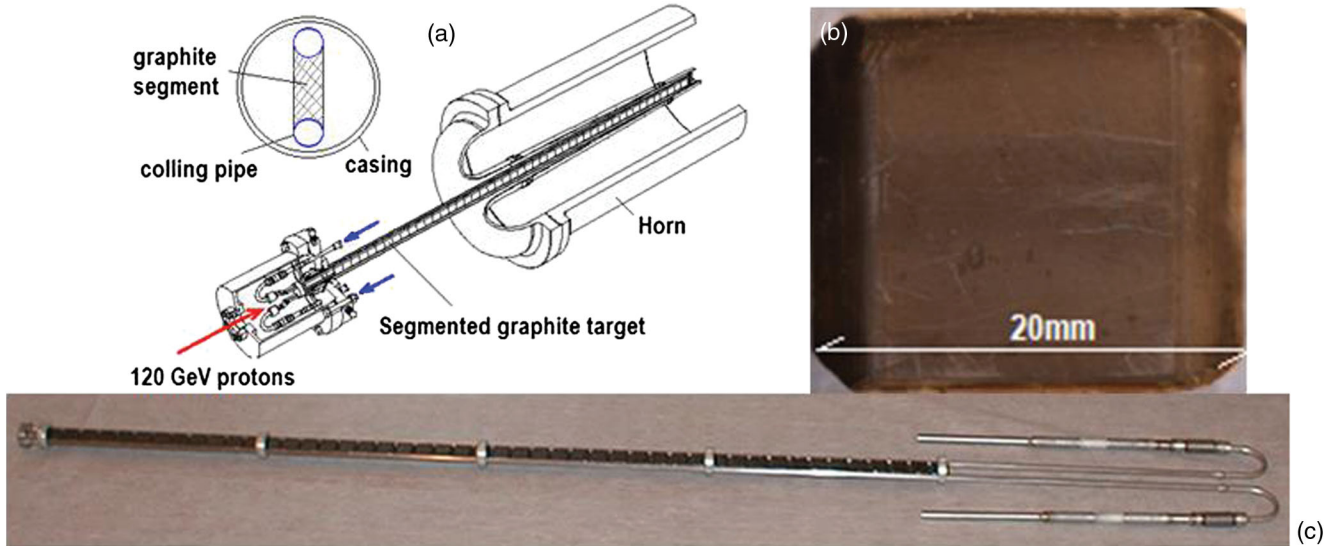 (a)
graphite
segment
colling pipe
casing
Horn
Segmented graphite target
120 GeV protons
(b)
20mm
(c)